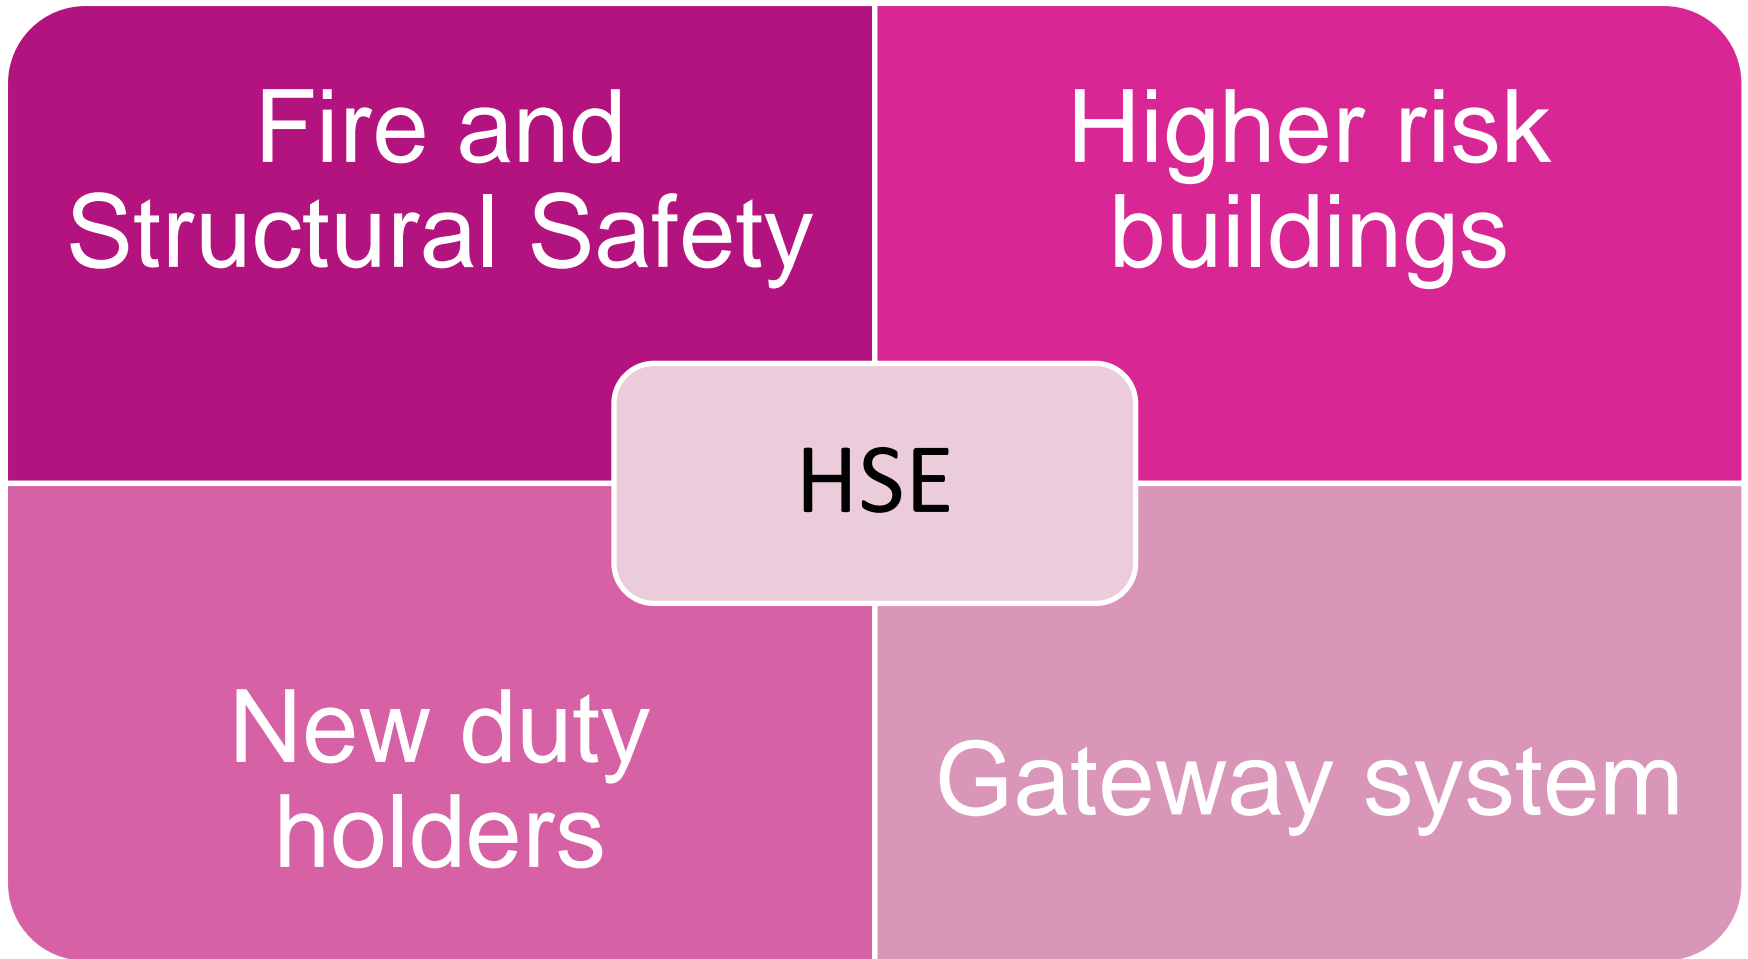 Fire and
Structural Safety
Higher risk
buildings
HSE
New duty
holders
Gateway system